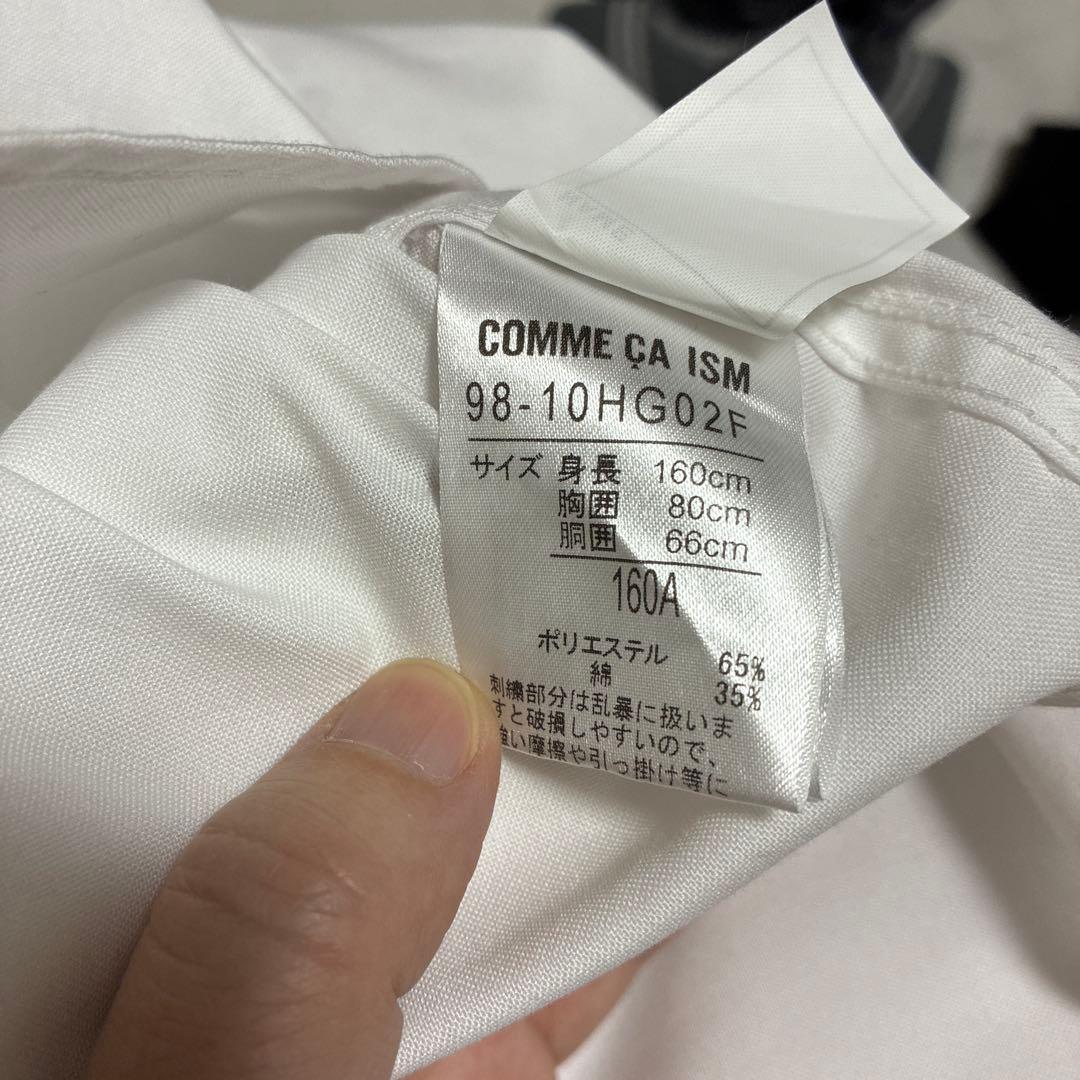 COMME ÇA ISM
98-10HG02F
サイズ 身長 160cm
胸囲 80cm
胴囲 66cm
160A
ポリエステル 65%
綿 35%
刺繍部分は乱暴に扱いま
すと破損しやすいので、
強い摩擦や引っ掛け等に